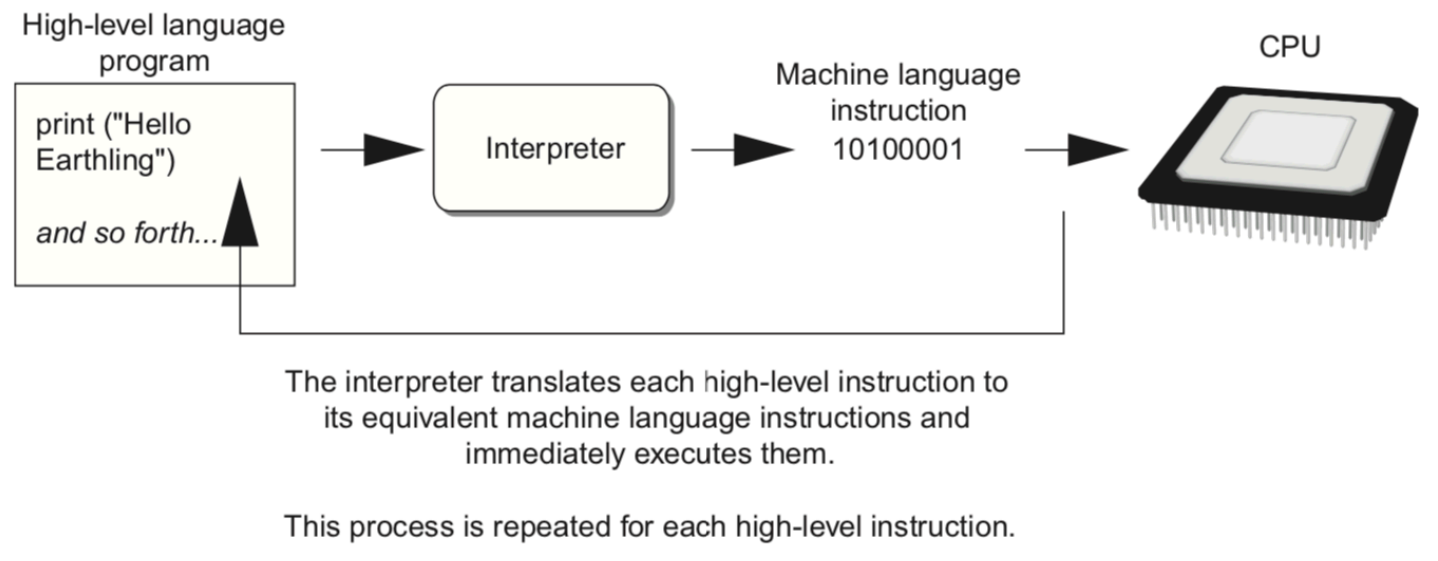 High-level language
program
print ("Hello
Earthling")
and so forth...
Interpreter
Machine language
instruction
10100001
CPU
The interpreter translates each high-level instruction to
its equivalent machine language instructions and
immediately executes them.
This process is repeated for each high-level instruction.